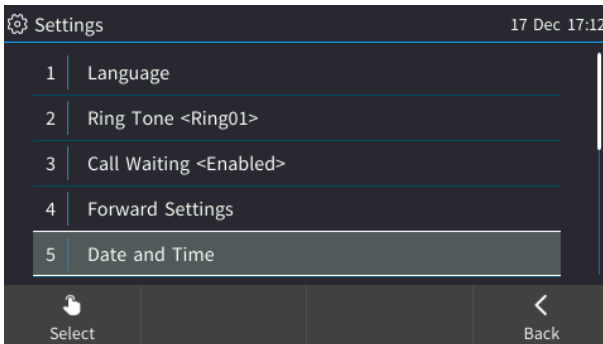 Settings 17 Dec 17:12
1 Language
2 Ring Tone <Ring01>
3 Call Waiting <Enabled>
4 Forward Settings
5 Date and Time
Select Back